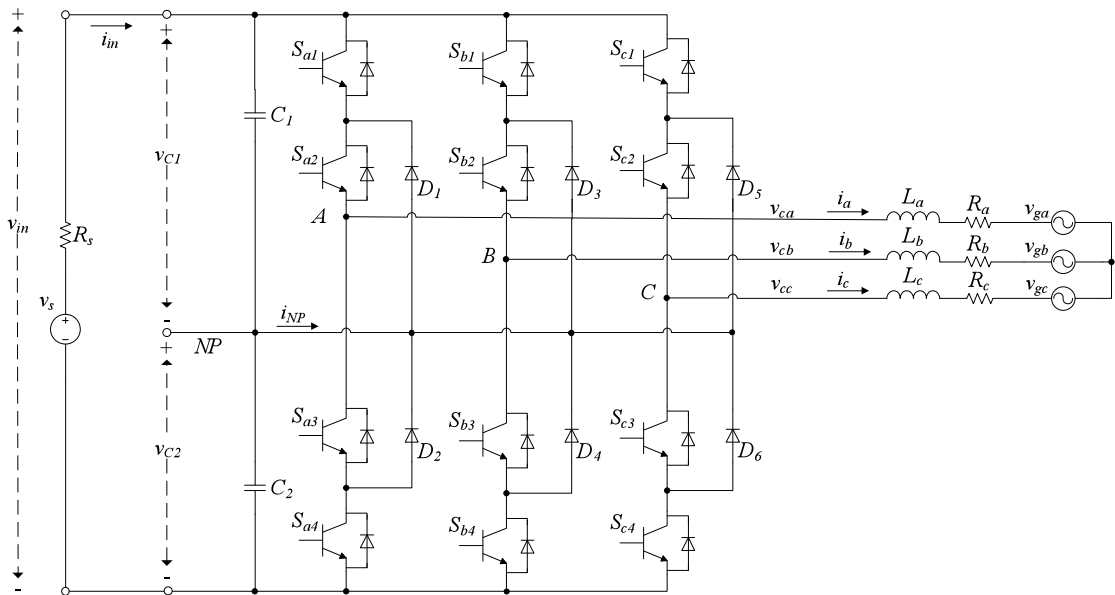 +
i_in
+
S_a1
S_b1
S_c1
C_1
v_C1
S_a2
S_b2
S_c2
D_1
D_3
D_5
v_in
R_s
A
v_ca
i_a
L_a
R_a
v_ga
B
v_cb
i_b
L_b
R_b
v_gb
C
v_cc
i_c
L_c
R_c
v_gc
v_s
+
-
-
i_NP
NP
+
S_a3
S_b3
S_c3
v_C2
D_2
D_4
D_6
C_2
S_a4
S_b4
S_c4
-
-